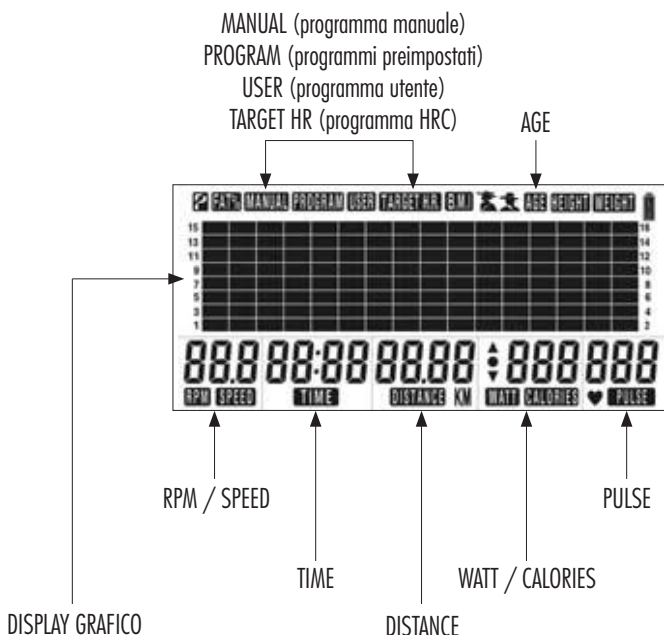 MANUAL (programma manuale)
PROGRAM (programmi preimpostati)
USER (programma utente)
TARGET HR (programma HRC)
AGE
FAT% MANUAL PROGRAM USER TARGET H.R. B.M.I AGE HEIGHT WEIGHT
15 16
13 14
11 12
9 10
7 8
5 6
3 4
1 2
88.8 88:88 88.88 888 888
RPM SPEED TIME DISTANCE KM WATT CALORIES PULSE
RPM / SPEED
PULSE
TIME
WATT / CALORIES
DISPLAY GRAFICO
DISTANCE